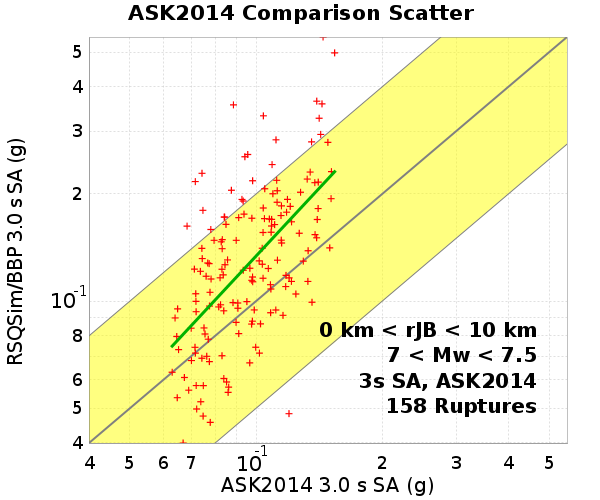 ASK2014 Comparison Scatter
RSQSim/BBP 3.0 s SA (g)
5
4
3
2
10⁻¹
8
6
5
4
0 km < rJB < 10 km
7 < Mw < 7.5
3s SA, ASK2014
158 Ruptures
4 5 6 7 10⁻¹ 2 3 4 5
ASK2014 3.0 s SA (g)